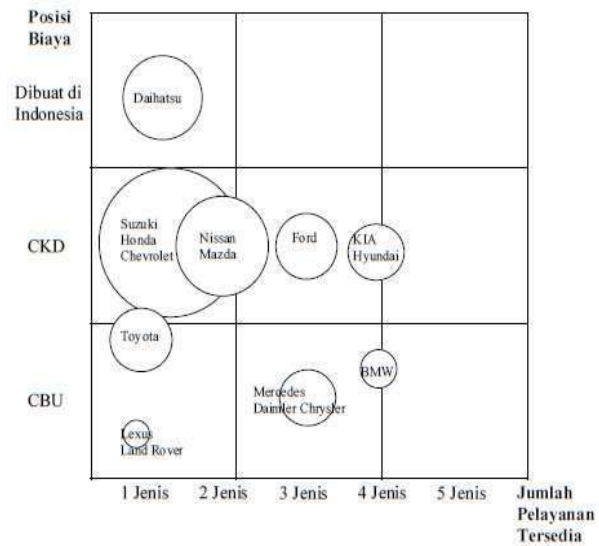 Posisi
Biaya
Dibuat di
Indonesia
Daihatsu
CKD
Suzuki
Honda
Chevrolet
Nissan
Mazda
Ford
KIA
Hyundai
Toyota
CBU
BMW
Mercedes
Daimler Chrysler
Lexus
Land Rover
1 Jenis
2 Jenis
3 Jenis
4 Jenis
5 Jenis
Jumlah
Pelayanan
Tersedia